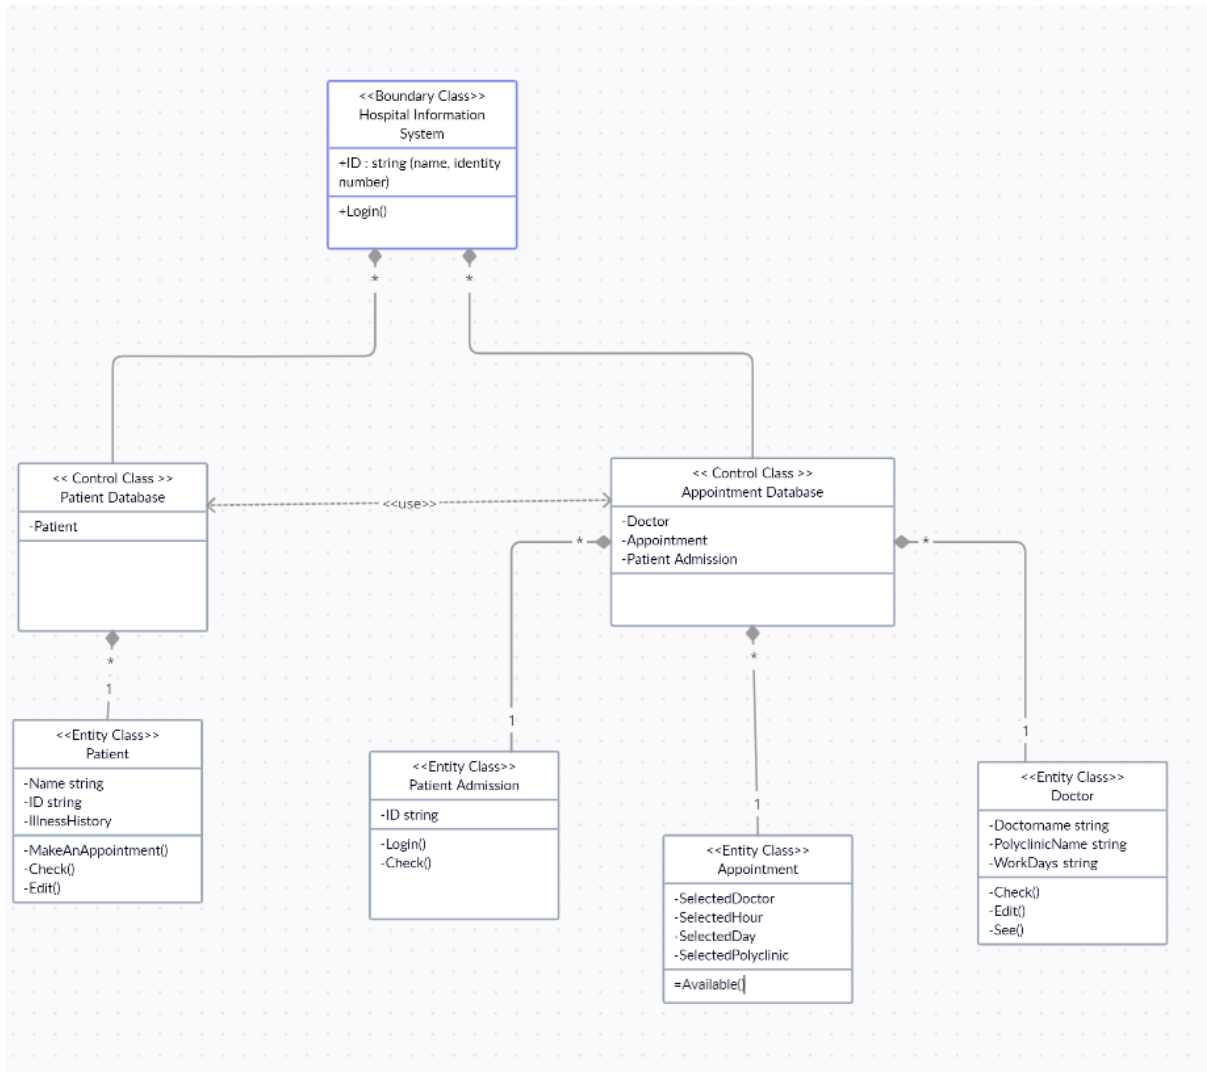 <<Boundary Class>>
Hospital Information
System
+ID : string (name, identity
number)
+Login()
*
*
<< Control Class >>
Patient Database
-Patient
<<use>>
<< Control Class >>
Appointment Database
-Doctor
-Appointment
-Patient Admission
*
*
*
1
*
1
1
1
<<Entity Class>>
Patient
-Name string
-ID string
-IllnessHistory
-MakeAnAppointment()
-Check()
-Edit()
<<Entity Class>>
Patient Admission
-ID string
-Login()
-Check()
<<Entity Class>>
Appointment
-SelectedDoctor
-SelectedHour
-SelectedDay
-SelectedPolyclinic
=Available()
<<Entity Class>>
Doctor
-Doctorname string
-PolyclinicName string
-WorkDays string
-Check()
-Edit()
-See()